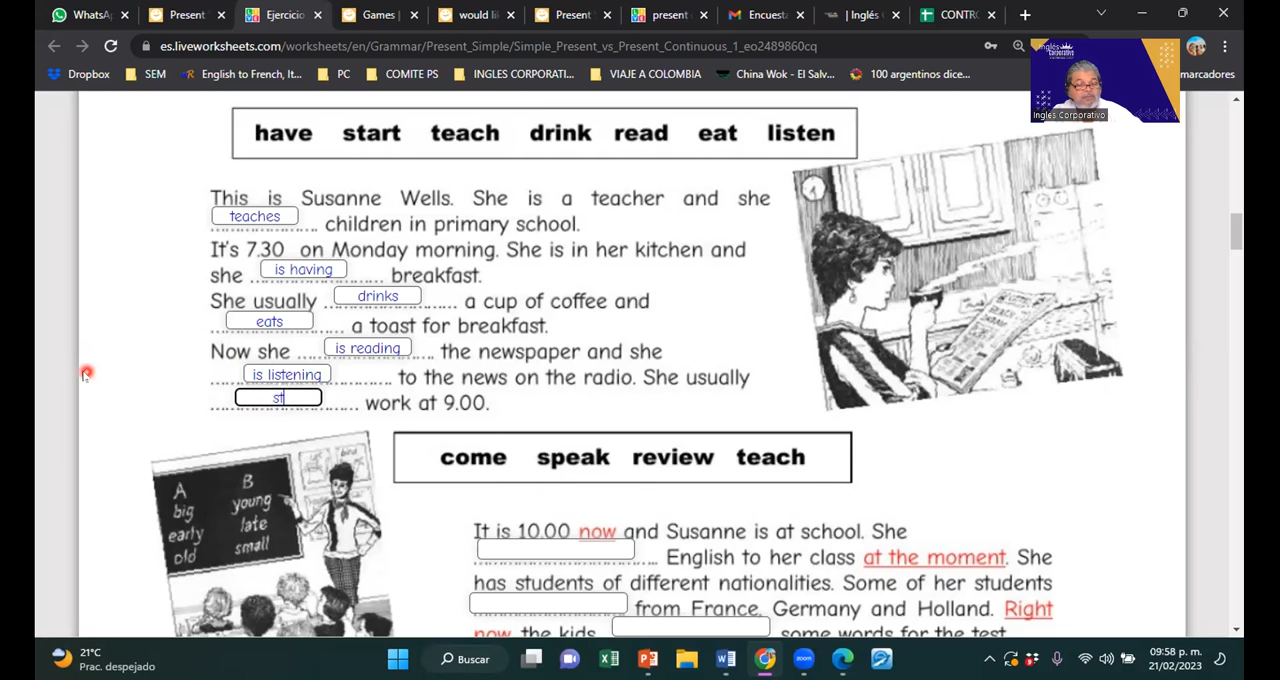 WhatsA
Present
Ejercicio
Games |
would lik
Present
present
Encuest
| Inglés
CONTR
es.liveworksheets.com/worksheets/en/Grammar/Present_Simple/Simple_Present_vs_Present_Continuous_1_eo2489860cq
Dropbox
SEM
English to French, It...
PC
COMITE PS
INGLES CORPORATI...
VIAJE A COLOMBIA
China Wok - El Salv...
100 argentinos dice...
marcadores
Inglés Corporativo
have start teach drink read eat listen
This is Susanne Wells. She is a teacher and she
teaches children in primary school.
It's 7.30 on Monday morning. She is in her kitchen and
she is having breakfast.
She usually drinks a cup of coffee and
eats a toast for breakfast.
Now she is reading the newspaper and she
is listening to the news on the radio. She usually
st work at 9.00.
come speak review teach
A B
big young
early late
old small
It is 10.00 now and Susanne is at school. She
English to her class at the moment. She
has students of different nationalities. Some of her students
from France, Germany and Holland. Right
now the kids some words for the test
21°C
Prac. despejado
Buscar
09:58 p. m.
21/02/2023